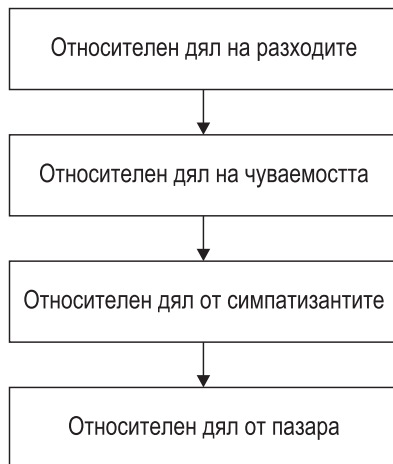 Относителен дял на разходите
Относителен дял на чуваемостта
Относителен дял от симпатизантите
Относителен дял от пазара